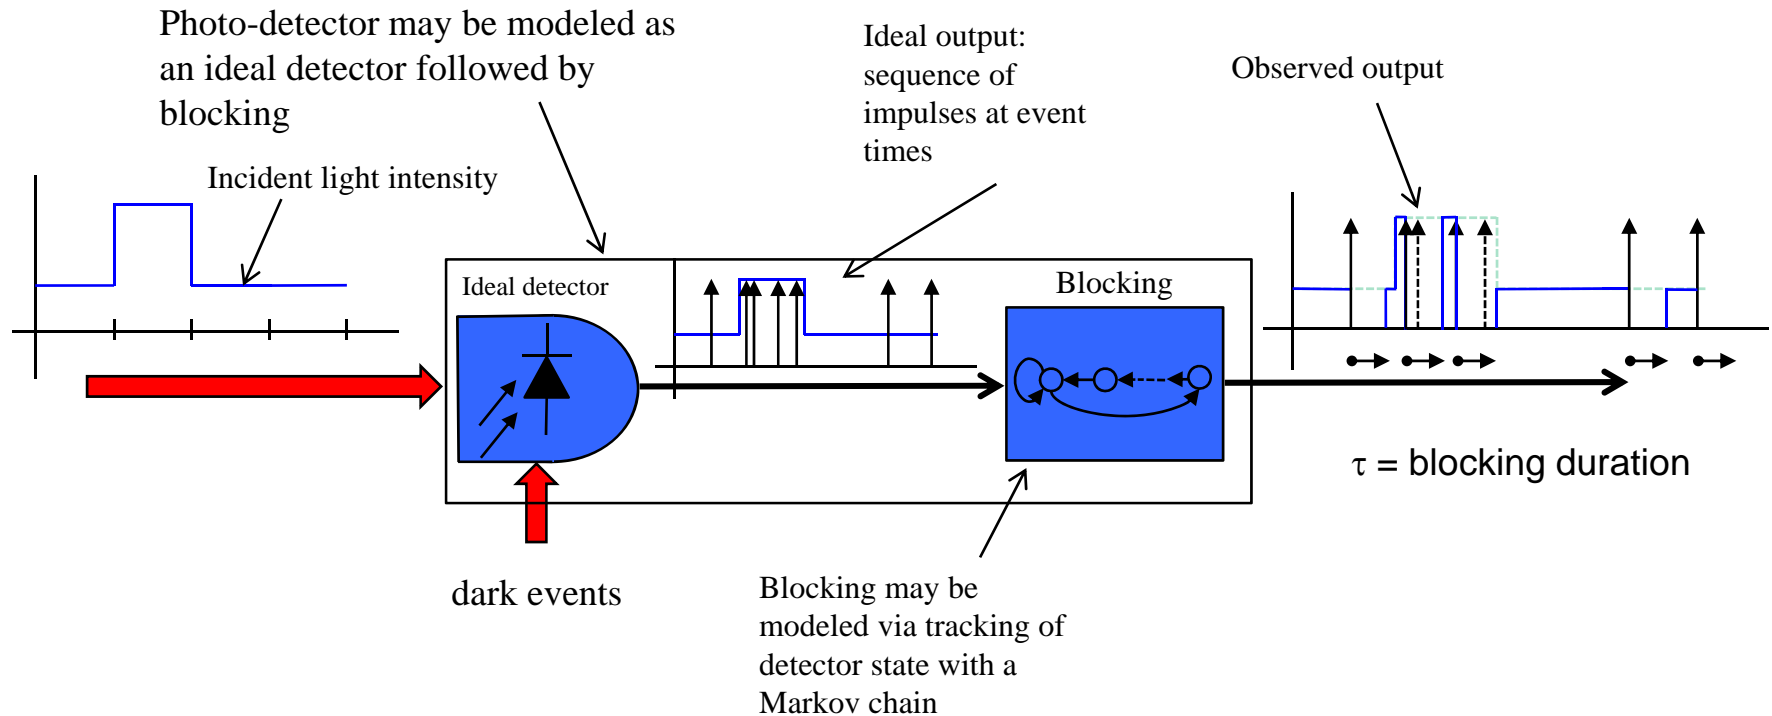 Photo-detector may be modeled as
an ideal detector followed by
blocking
Incident light intensity
Ideal output:
sequence of
impulses at event
times
Observed output
Ideal detector
Blocking
τ = blocking duration
dark events
Blocking may be
modeled via tracking of
detector state with a
Markov chain